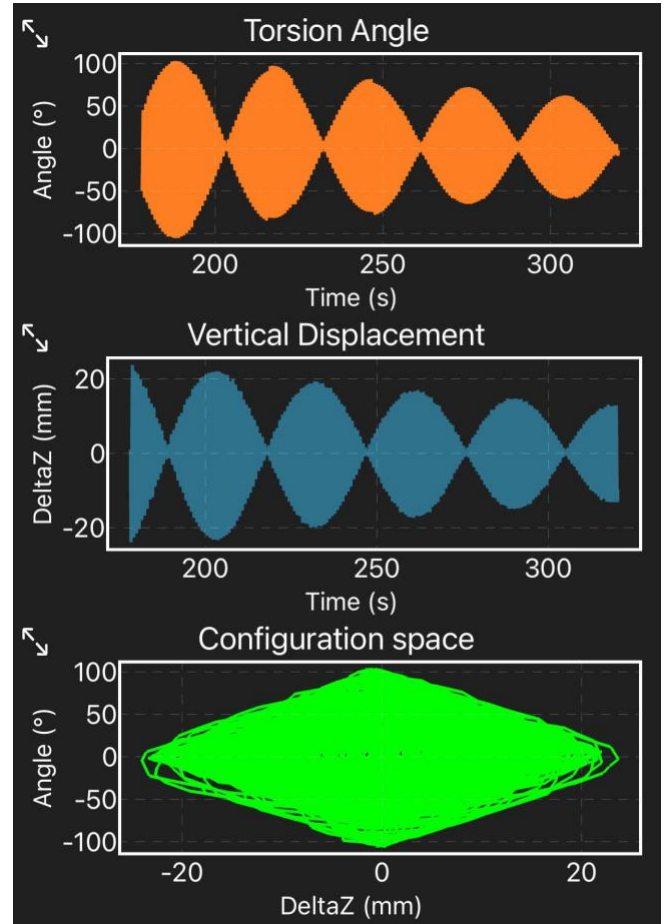 Torsion Angle
Angle (°)
100
50
0
-50
-100
200
250
300
Time (s)
Vertical Displacement
DeltaZ (mm)
20
0
-20
200
250
300
Time (s)
Configuration space
Angle (°)
100
50
0
-50
-100
-20
0
20
DeltaZ (mm)